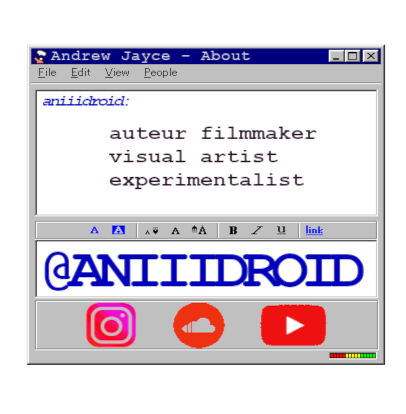 Andrew Jayce - About
File Edit View People
aniiidroid:
auteur filmmaker
visual artist
experimentalist
A A A A A B I U link
@ANIIIDROID